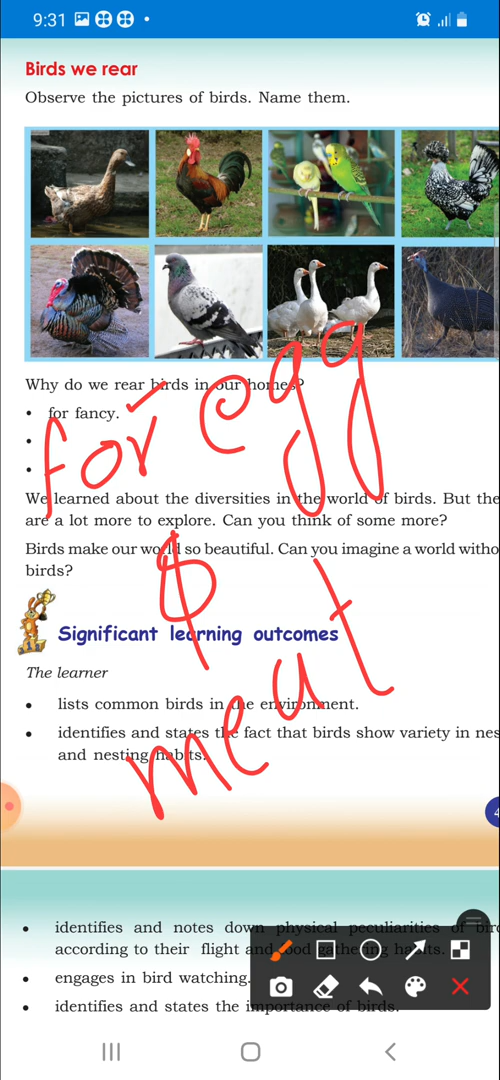 9:31
Birds we rear
Observe the pictures of birds. Name them.
Why do we rear birds in our homes?
• for fancy.
•
•
for egg
&
meat
We learned about the diversities in the world of birds. But the
are a lot more to explore. Can you think of some more?
Birds make our world so beautiful. Can you imagine a world witho
birds?
Significant learning outcomes
The learner
• lists common birds in the environment.
• identifies and states the fact that birds show variety in nes
and nesting habits.
4
• identifies and notes down physical peculiarities of bir
according to their flight and food gathering habits.
• engages in bird watching.
• identifies and states the importance of birds.